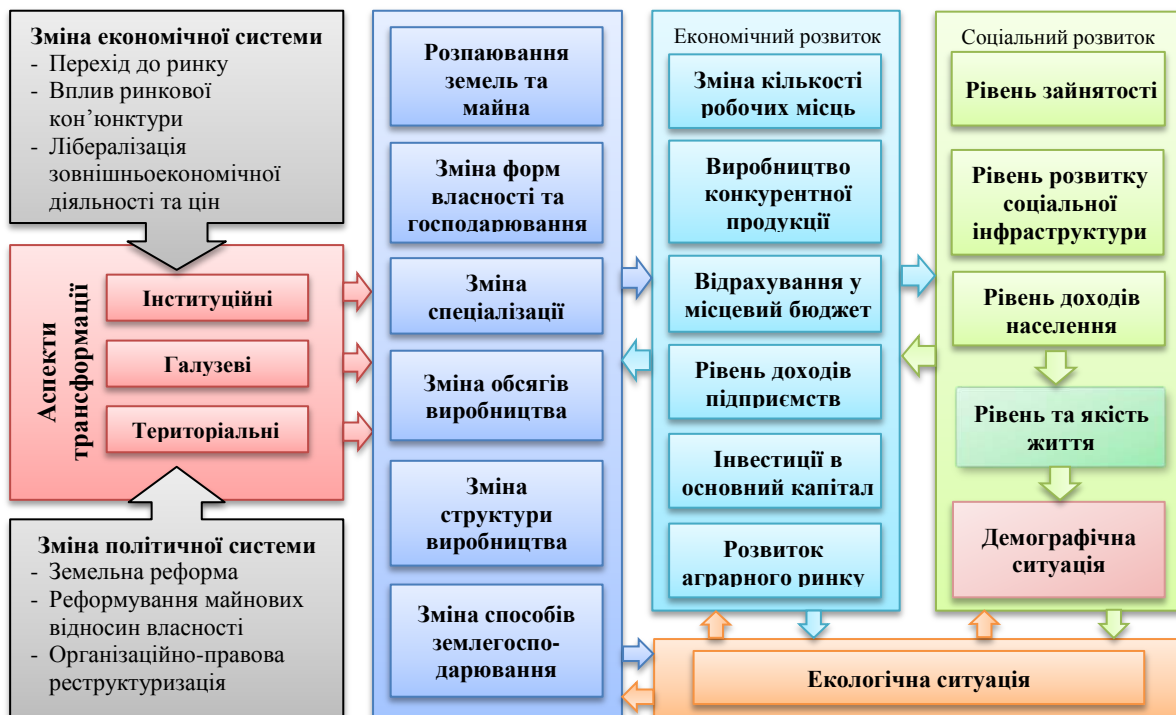 Зміна економічної системи
- Перехід до ринку
- Вплив ринкової
кон’юнктури
- Лібералізація
зовнішньоекономічної
діяльності та цін
Аспекти
трансформації
Інституційні
Галузеві
Територіальні
Зміна політичної системи
- Земельна реформа
- Реформування майнових
відносин власності
- Організаційно-правова
реструктуризація
Розпаювання
земель та
майна
Зміна форм
власності та
господарювання
Зміна
спеціалізації
Зміна обсягів
виробництва
Зміна
структури
виробництва
Зміна способів
землегоспо-
дарювання
Економічний розвиток
Зміна кількості
робочих місць
Виробництво
конкурентної
продукції
Відрахування у
місцевий бюджет
Рівень доходів
підприємств
Інвестиції в
основний капітал
Розвиток
аграрного ринку
Соціальний розвиток
Рівень зайнятості
Рівень розвитку
соціальної
інфраструктури
Рівень доходів
населення
Рівень та якість
життя
Демографічна
ситуація
Екологічна ситуація